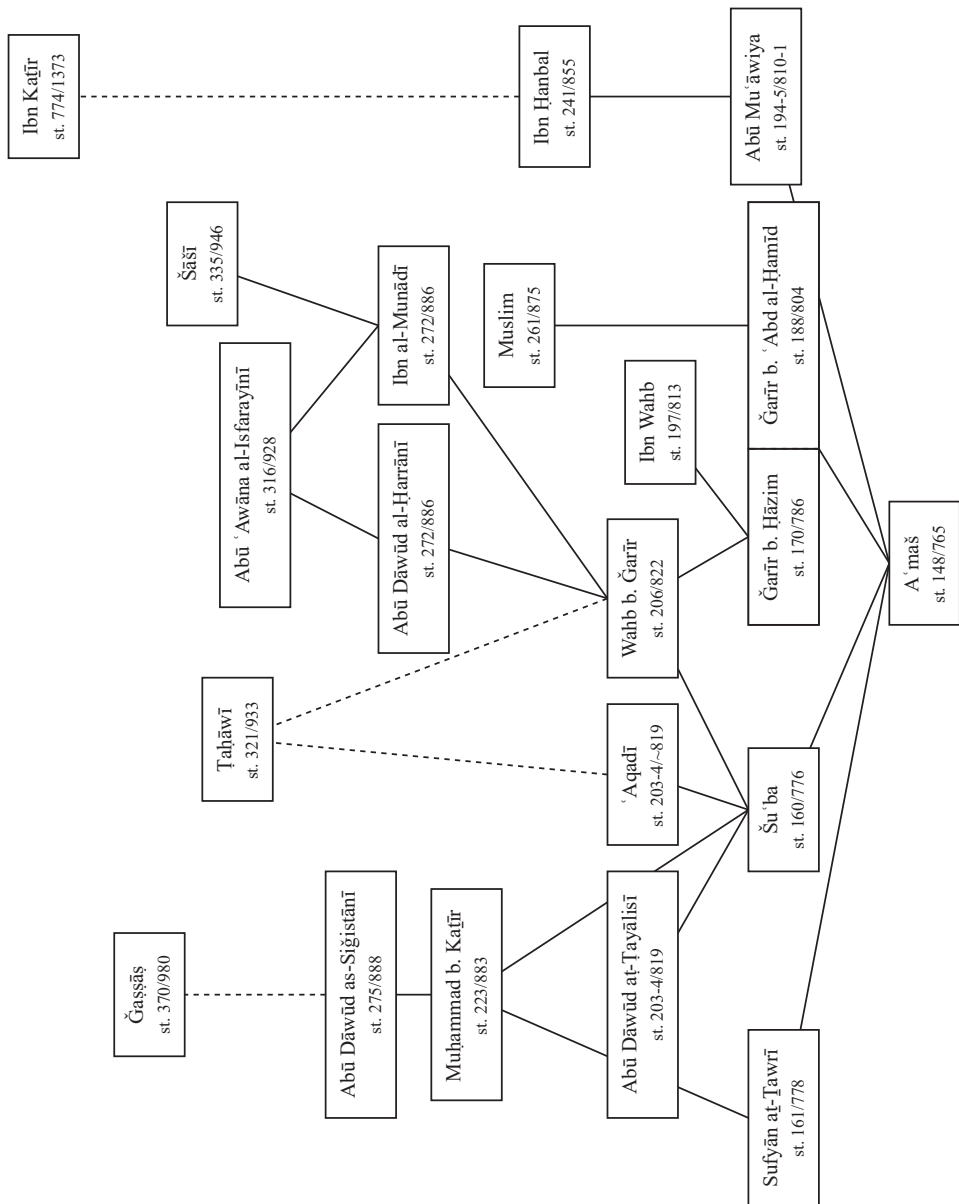 Ibn Kaṯīr
st. 774/1373
Ğaṣṣāṣ
st. 370/980
Šāšī
st. 335/946
Ṭaḥāwī
st. 321/933
Abū ʿAwāna al-Isfarayīnī
st. 316/928
Abū Dāwūd as-Siğistānī
st. 275/888
Abū Dāwūd al-Ḥarrānī
st. 272/886
Ibn al-Munādī
st. 272/886
Muḥammad b. Kaṯīr
st. 223/883
Muslim
st. 261/875
Ibn Ḥanbal
st. 241/855
Abū Dāwūd aṭ-Ṭayālisī
st. 203-4/819
ʿAqadī
st. 203-4/~819
Wahb b. Ğarīr
st. 206/822
Ibn Wahb
st. 197/813
Sufyān aṯ-Ṯawrī
st. 161/778
Šuʿba
st. 160/776
Ğarīr b. Ḥāzim
st. 170/786
Ğarīr b. ʿAbd al-Ḥamīd
st. 188/804
Abū Muʿāwiya
st. 194-5/810-1
Aʿmaš
st. 148/765